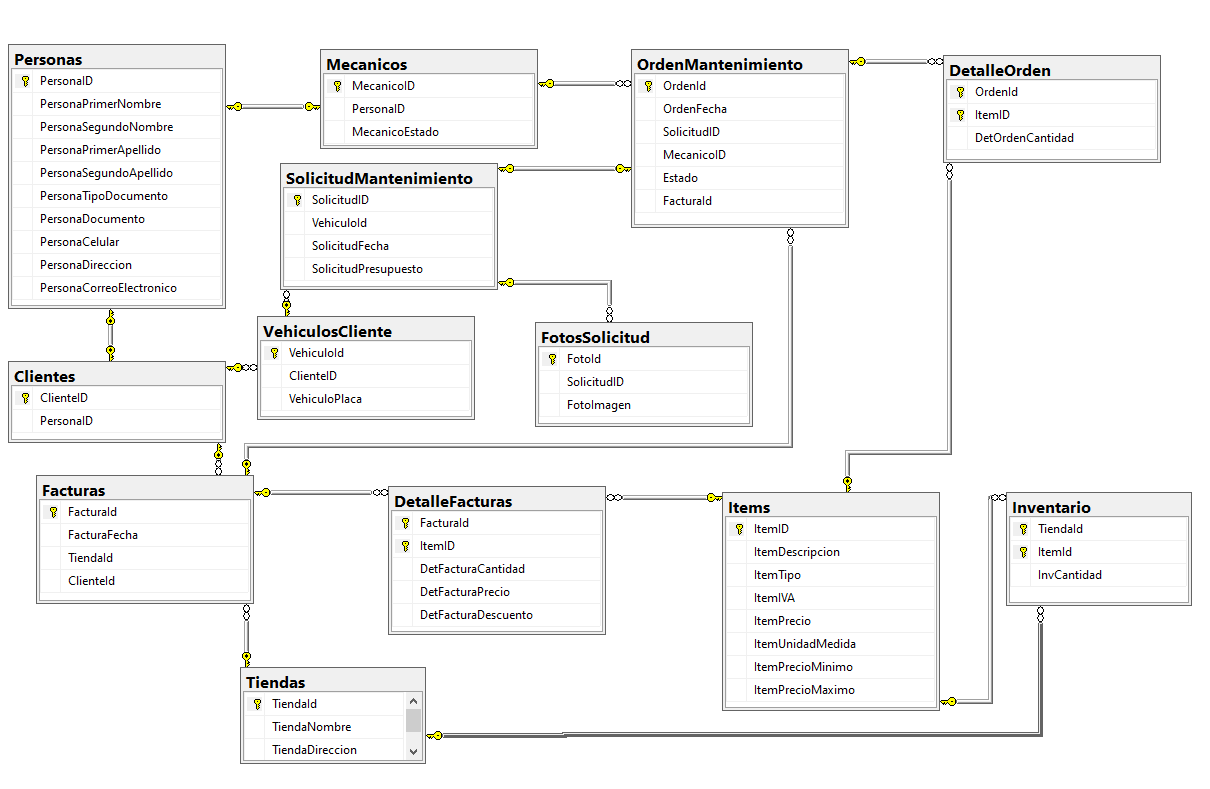 Personas
PersonaID
PersonaPrimerNombre
PersonaSegundoNombre
PersonaPrimerApellido
PersonaSegundoApellido
PersonaTipoDocumento
PersonaDocumento
PersonaCelular
PersonaDireccion
PersonaCorreoElectronico
Mecanicos
MecanicoID
PersonaID
MecanicoEstado
OrdenMantenimiento
OrdenId
OrdenFecha
SolicitudID
MecanicoID
Estado
FacturaId
DetalleOrden
OrdenId
ItemID
DetOrdenCantidad
SolicitudMantenimiento
SolicitudID
VehiculoId
SolicitudFecha
SolicitudPresupuesto
VehiculosCliente
VehiculoId
ClienteID
VehiculoPlaca
FotosSolicitud
FotoId
SolicitudID
FotoImagen
Clientes
ClienteID
PersonaID
Facturas
FacturaId
FacturaFecha
TiendaId
ClienteId
DetalleFacturas
FacturaId
ItemID
DetFacturaCantidad
DetFacturaPrecio
DetFacturaDescuento
Items
ItemID
ItemDescripcion
ItemTipo
ItemIVA
ItemPrecio
ItemUnidadMedida
ItemPrecioMinimo
ItemPrecioMaximo
Inventario
TiendaId
ItemId
InvCantidad
Tiendas
TiendaId
TiendaNombre
TiendaDireccion